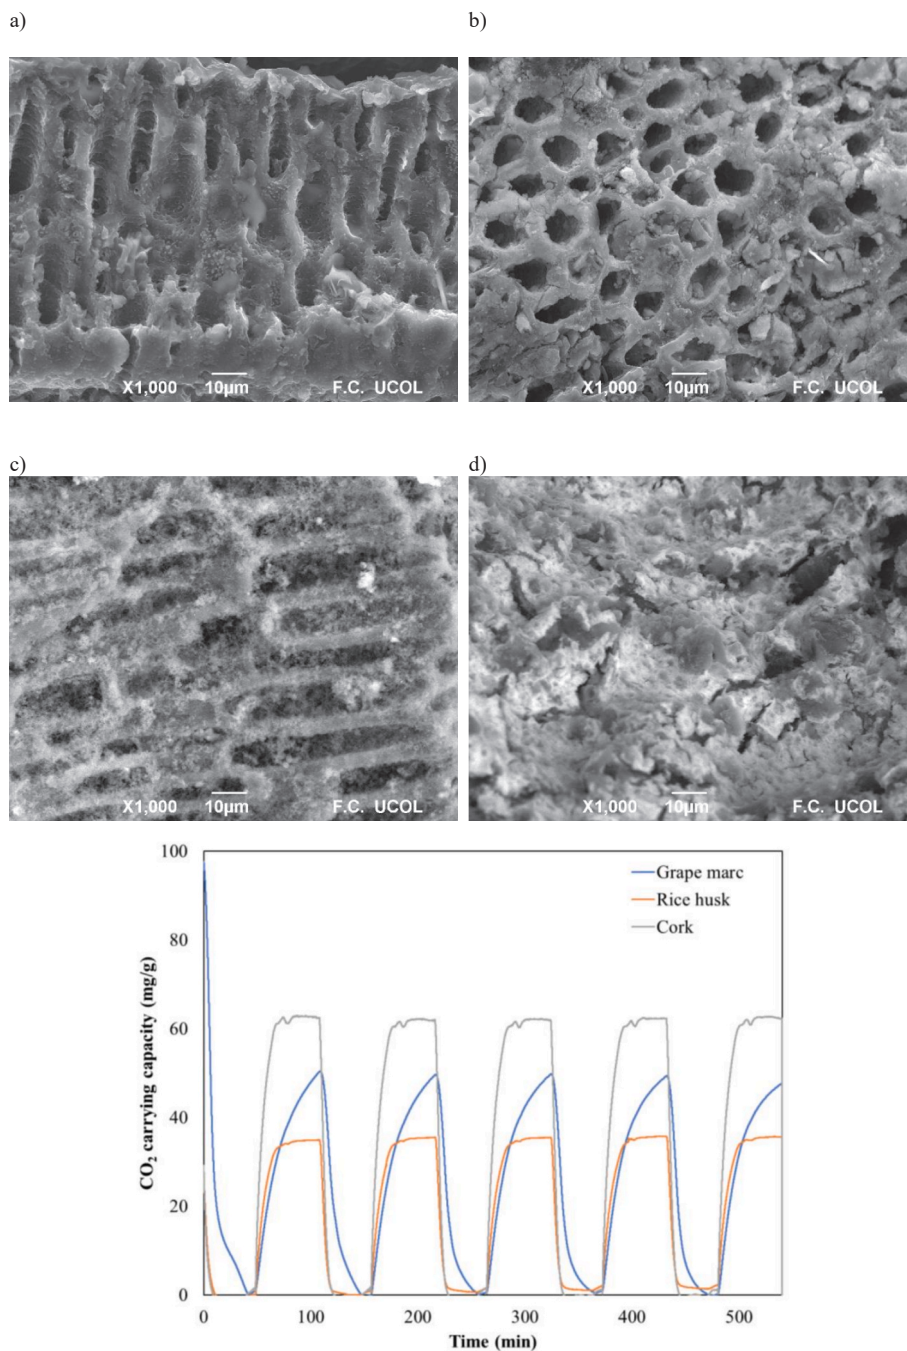 a)
b)
X1,000 10µm F.C. UCOL
X1,000 10µm F.C. UCOL
c)
d)
X1,000 10µm F.C. UCOL
X1,000 10µm F.C. UCOL
100
80
60
40
20
0
CO₂ carrying capacity (mg/g)
Grape marc
Rice husk
Cork
0 100 200 300 400 500
Time (min)